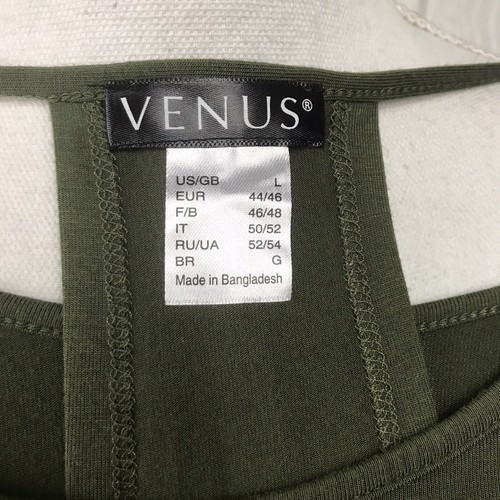 VENUS®
US/GB L
EUR 44/46
F/B 46/48
IT 50/52
RU/UA 52/54
BR G
Made in Bangladesh